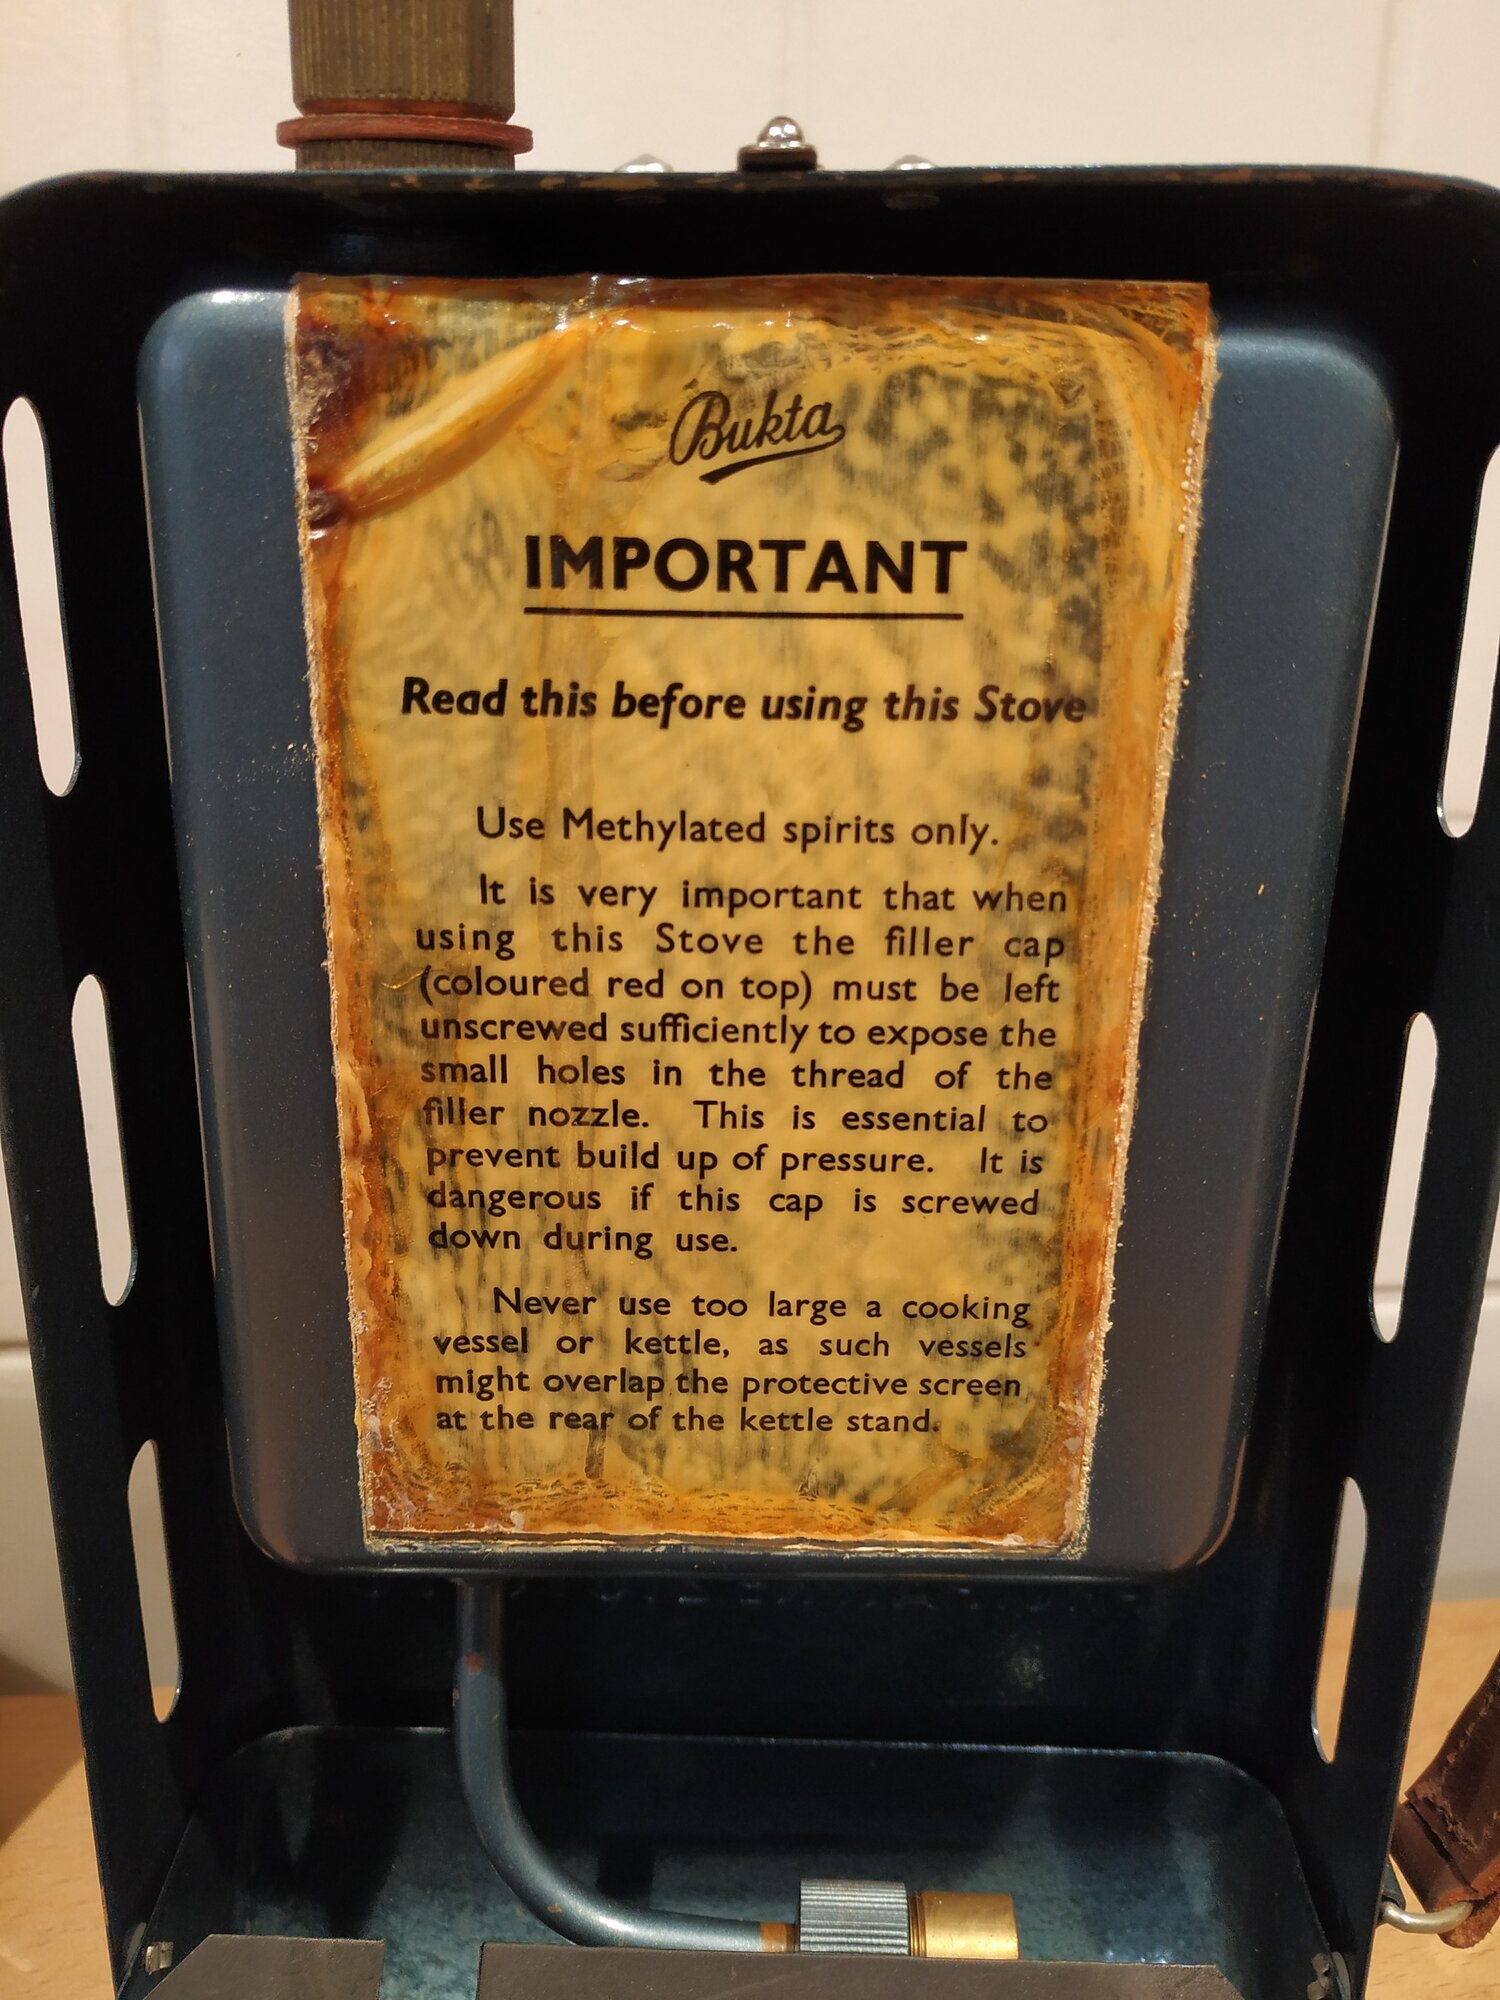 Bukta
IMPORTANT
Read this before using this Stove
Use Methylated spirits only.
It is very important that when
using this Stove the filler cap
(coloured red on top) must be left
unscrewed sufficiently to expose the
small holes in the thread of the
filler nozzle. This is essential to
prevent build up of pressure. It is
dangerous if this cap is screwed
down during use.
Never use too large a cooking
vessel or kettle, as such vessels
might overlap the protective screen
at the rear of the kettle stand.